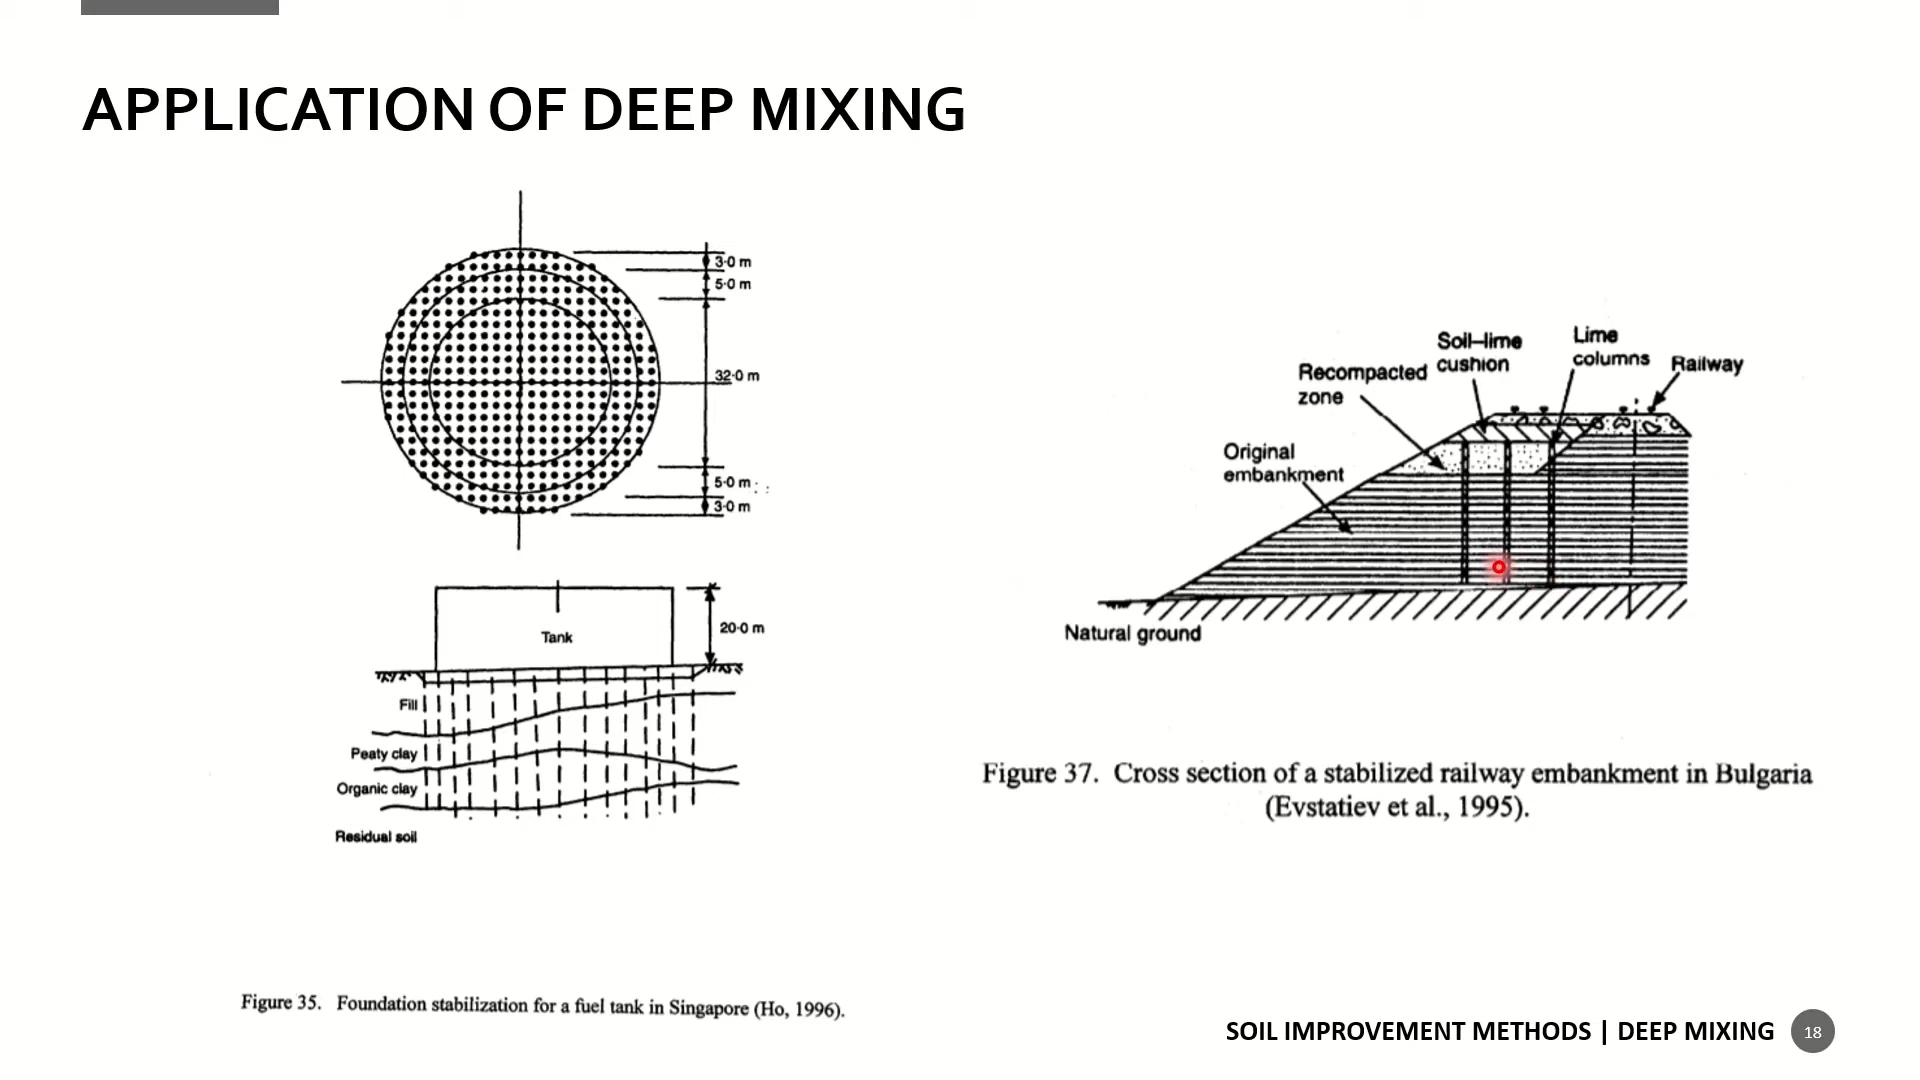 APPLICATION OF DEEP MIXING
3·0 m
5·0 m
32·0 m
5·0 m
3·0 m
Tank
20·0 m
Fill
Peaty clay
Organic clay
Residual soil
Figure 35. Foundation stabilization for a fuel tank in Singapore (Ho, 1996).
Soil–lime
cushion
Lime
columns
Railway
Recompacted
zone
Original
embankment
Natural ground
Figure 37. Cross section of a stabilized railway embankment in Bulgaria
(Evstatiev et al., 1995).
SOIL IMPROVEMENT METHODS | DEEP MIXING
18